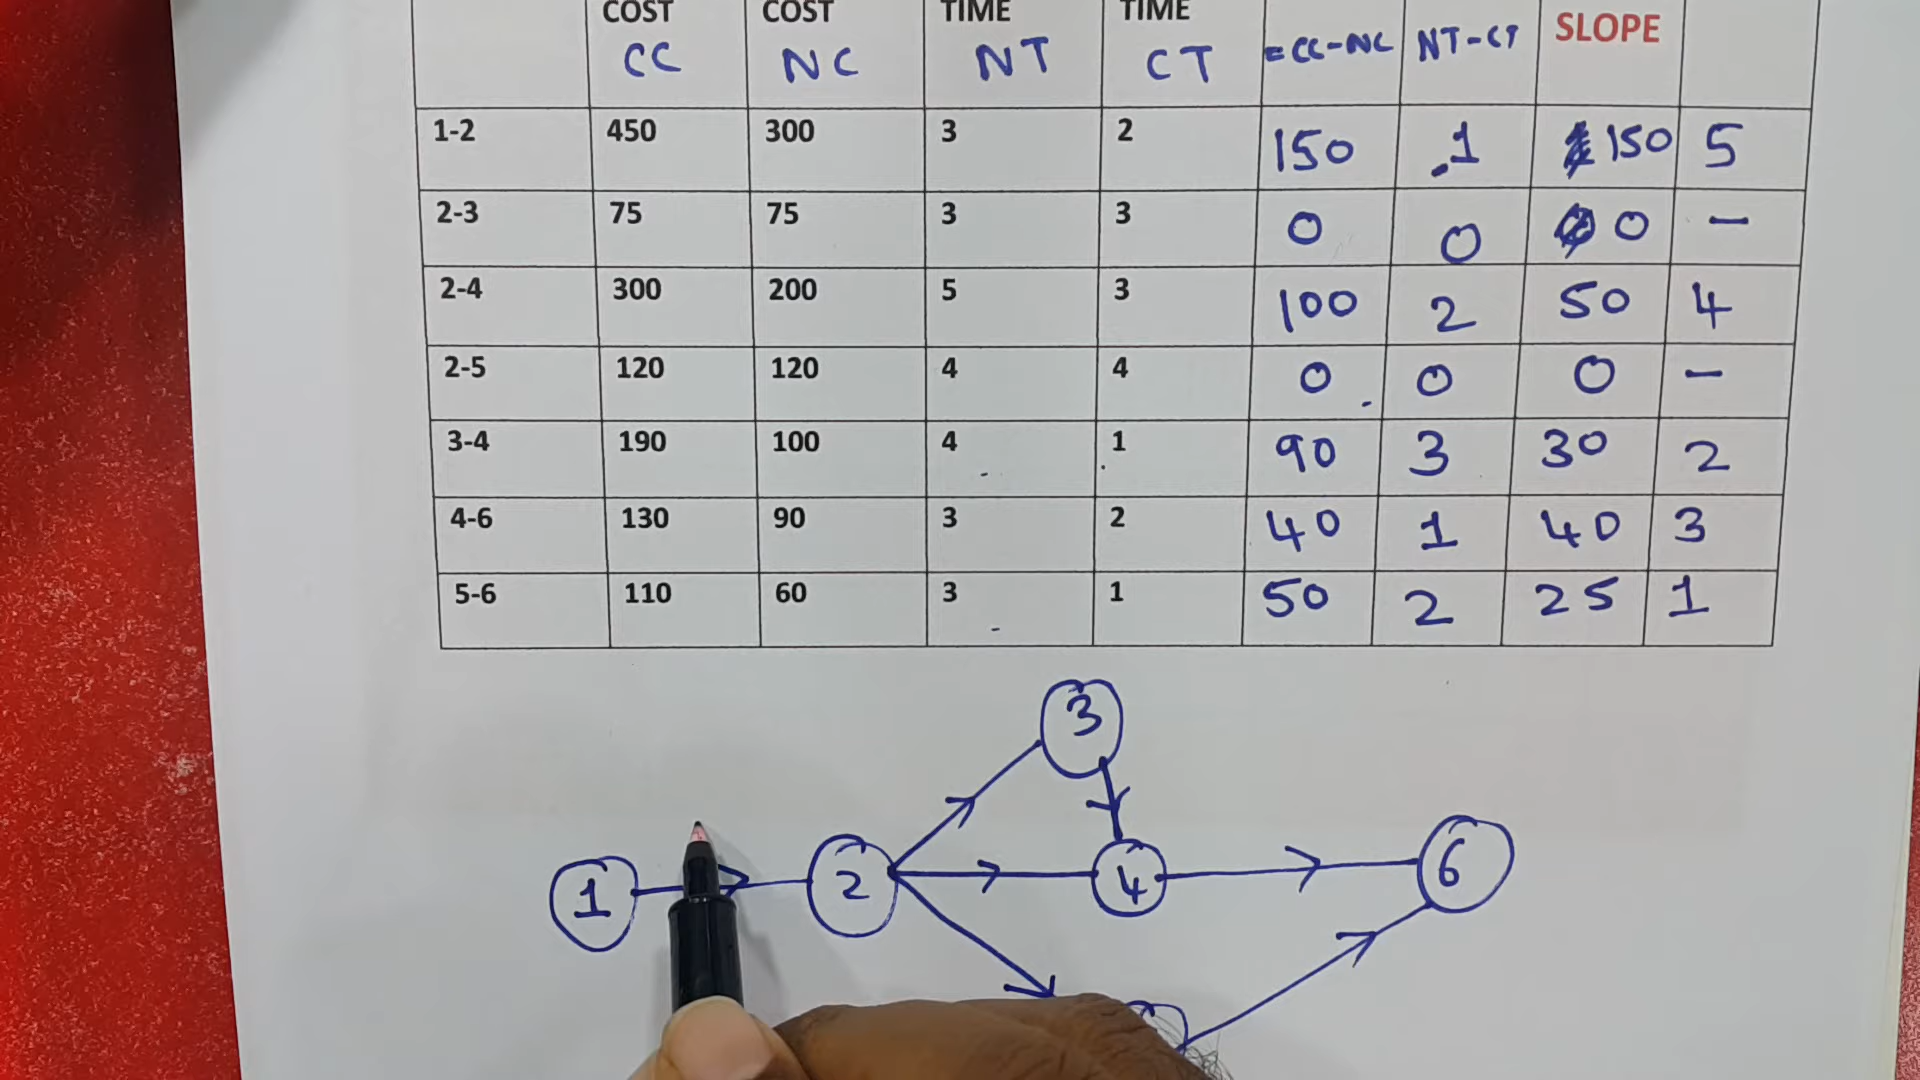 COST COST TIME TIME
CC NC NT CT =CC-NC NT-CT SLOPE
1-2 450 300 3 2 150 1 150 5
2-3 75 75 3 3 0 0 0 —
2-4 300 200 5 3 100 2 50 4
2-5 120 120 4 4 0 0 0 —
3-4 190 100 4 1 90 3 30 2
4-6 130 90 3 2 40 1 40 3
5-6 110 60 3 1 50 2 25 1
3
1 2 4 6